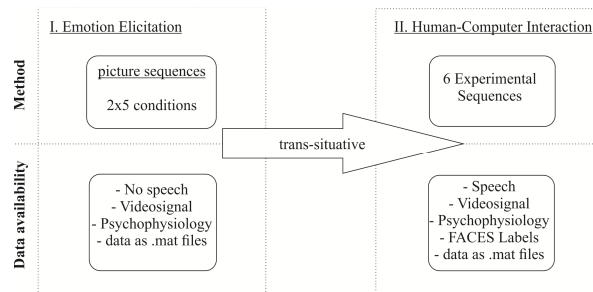 I. Emotion Elicitation
II. Human-Computer Interaction
Method
picture sequences
2x5 conditions
6 Experimental
Sequences
trans-situative
Data availability
- No speech
- Videosignal
- Psychophysiology
- data as .mat files
- Speech
- Videosignal
- Psychophysiology
- FACES Labels
- data as .mat files